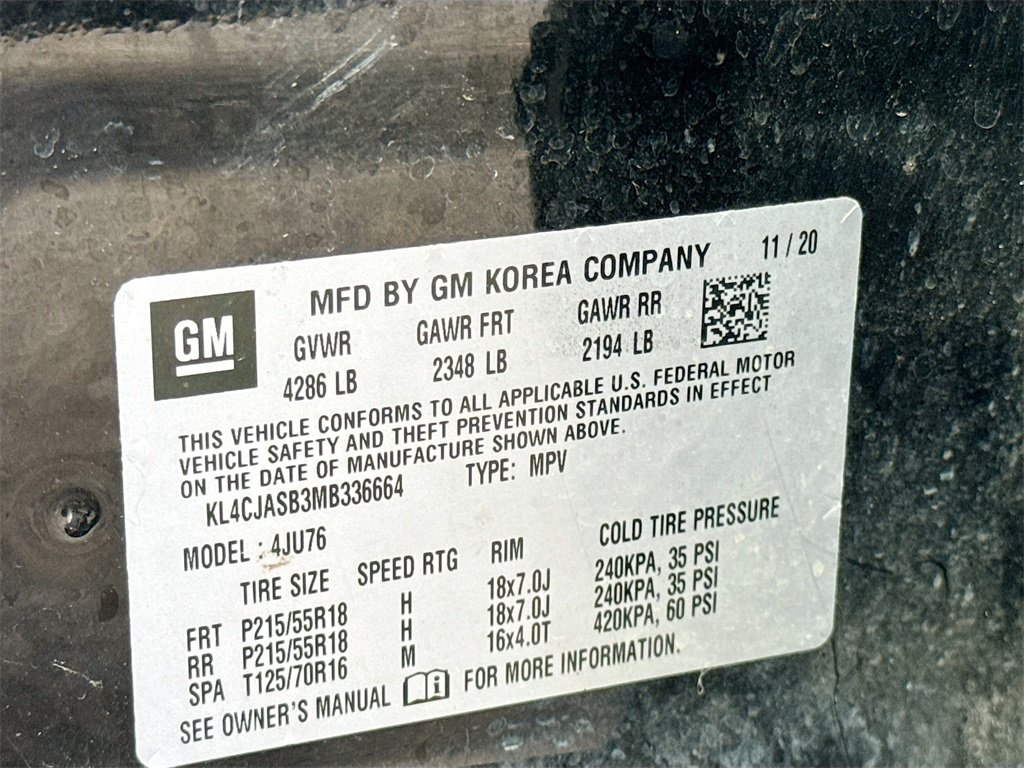 MFD BY GM KOREA COMPANY 11 / 20
GM
GVWR GAWR FRT GAWR RR
4286 LB 2348 LB 2194 LB
THIS VEHICLE CONFORMS TO ALL APPLICABLE U.S. FEDERAL MOTOR
VEHICLE SAFETY AND THEFT PREVENTION STANDARDS IN EFFECT
ON THE DATE OF MANUFACTURE SHOWN ABOVE.
KL4CJASB3MB336664 TYPE: MPV
MODEL : 4JU76
TIRE SIZE SPEED RTG RIM COLD TIRE PRESSURE
FRT P215/55R18 H 18x7.0J 240KPA, 35 PSI
RR P215/55R18 H 18x7.0J 240KPA, 35 PSI
SPA T125/70R16 M 16x4.0T 420KPA, 60 PSI
SEE OWNER'S MANUAL i FOR MORE INFORMATION.